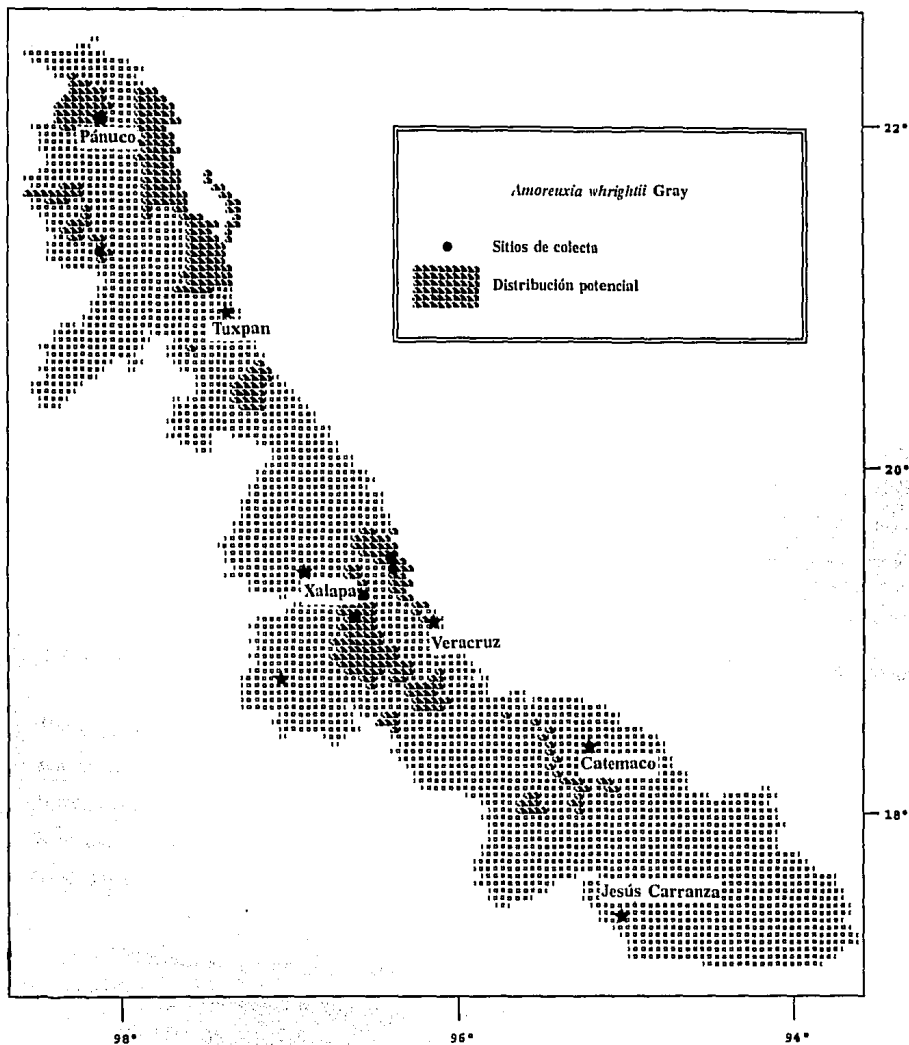 22°
Pánuco
Amoreuxia whrightii Gray
Sitios de colecta
Distribución potencial
Tuxpan
20°
Xalapa
Veracruz
Catemaco
18°
Jesús Carranza
98° 96° 94°